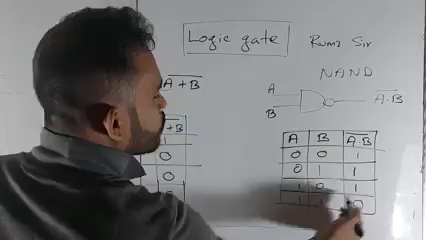 Logic gate
Rumi Sir
NAND
A+B
A
B
A.B
+B
A B A.B
0 0 1
0 1 1
1 0 1
1 1 0
0
0